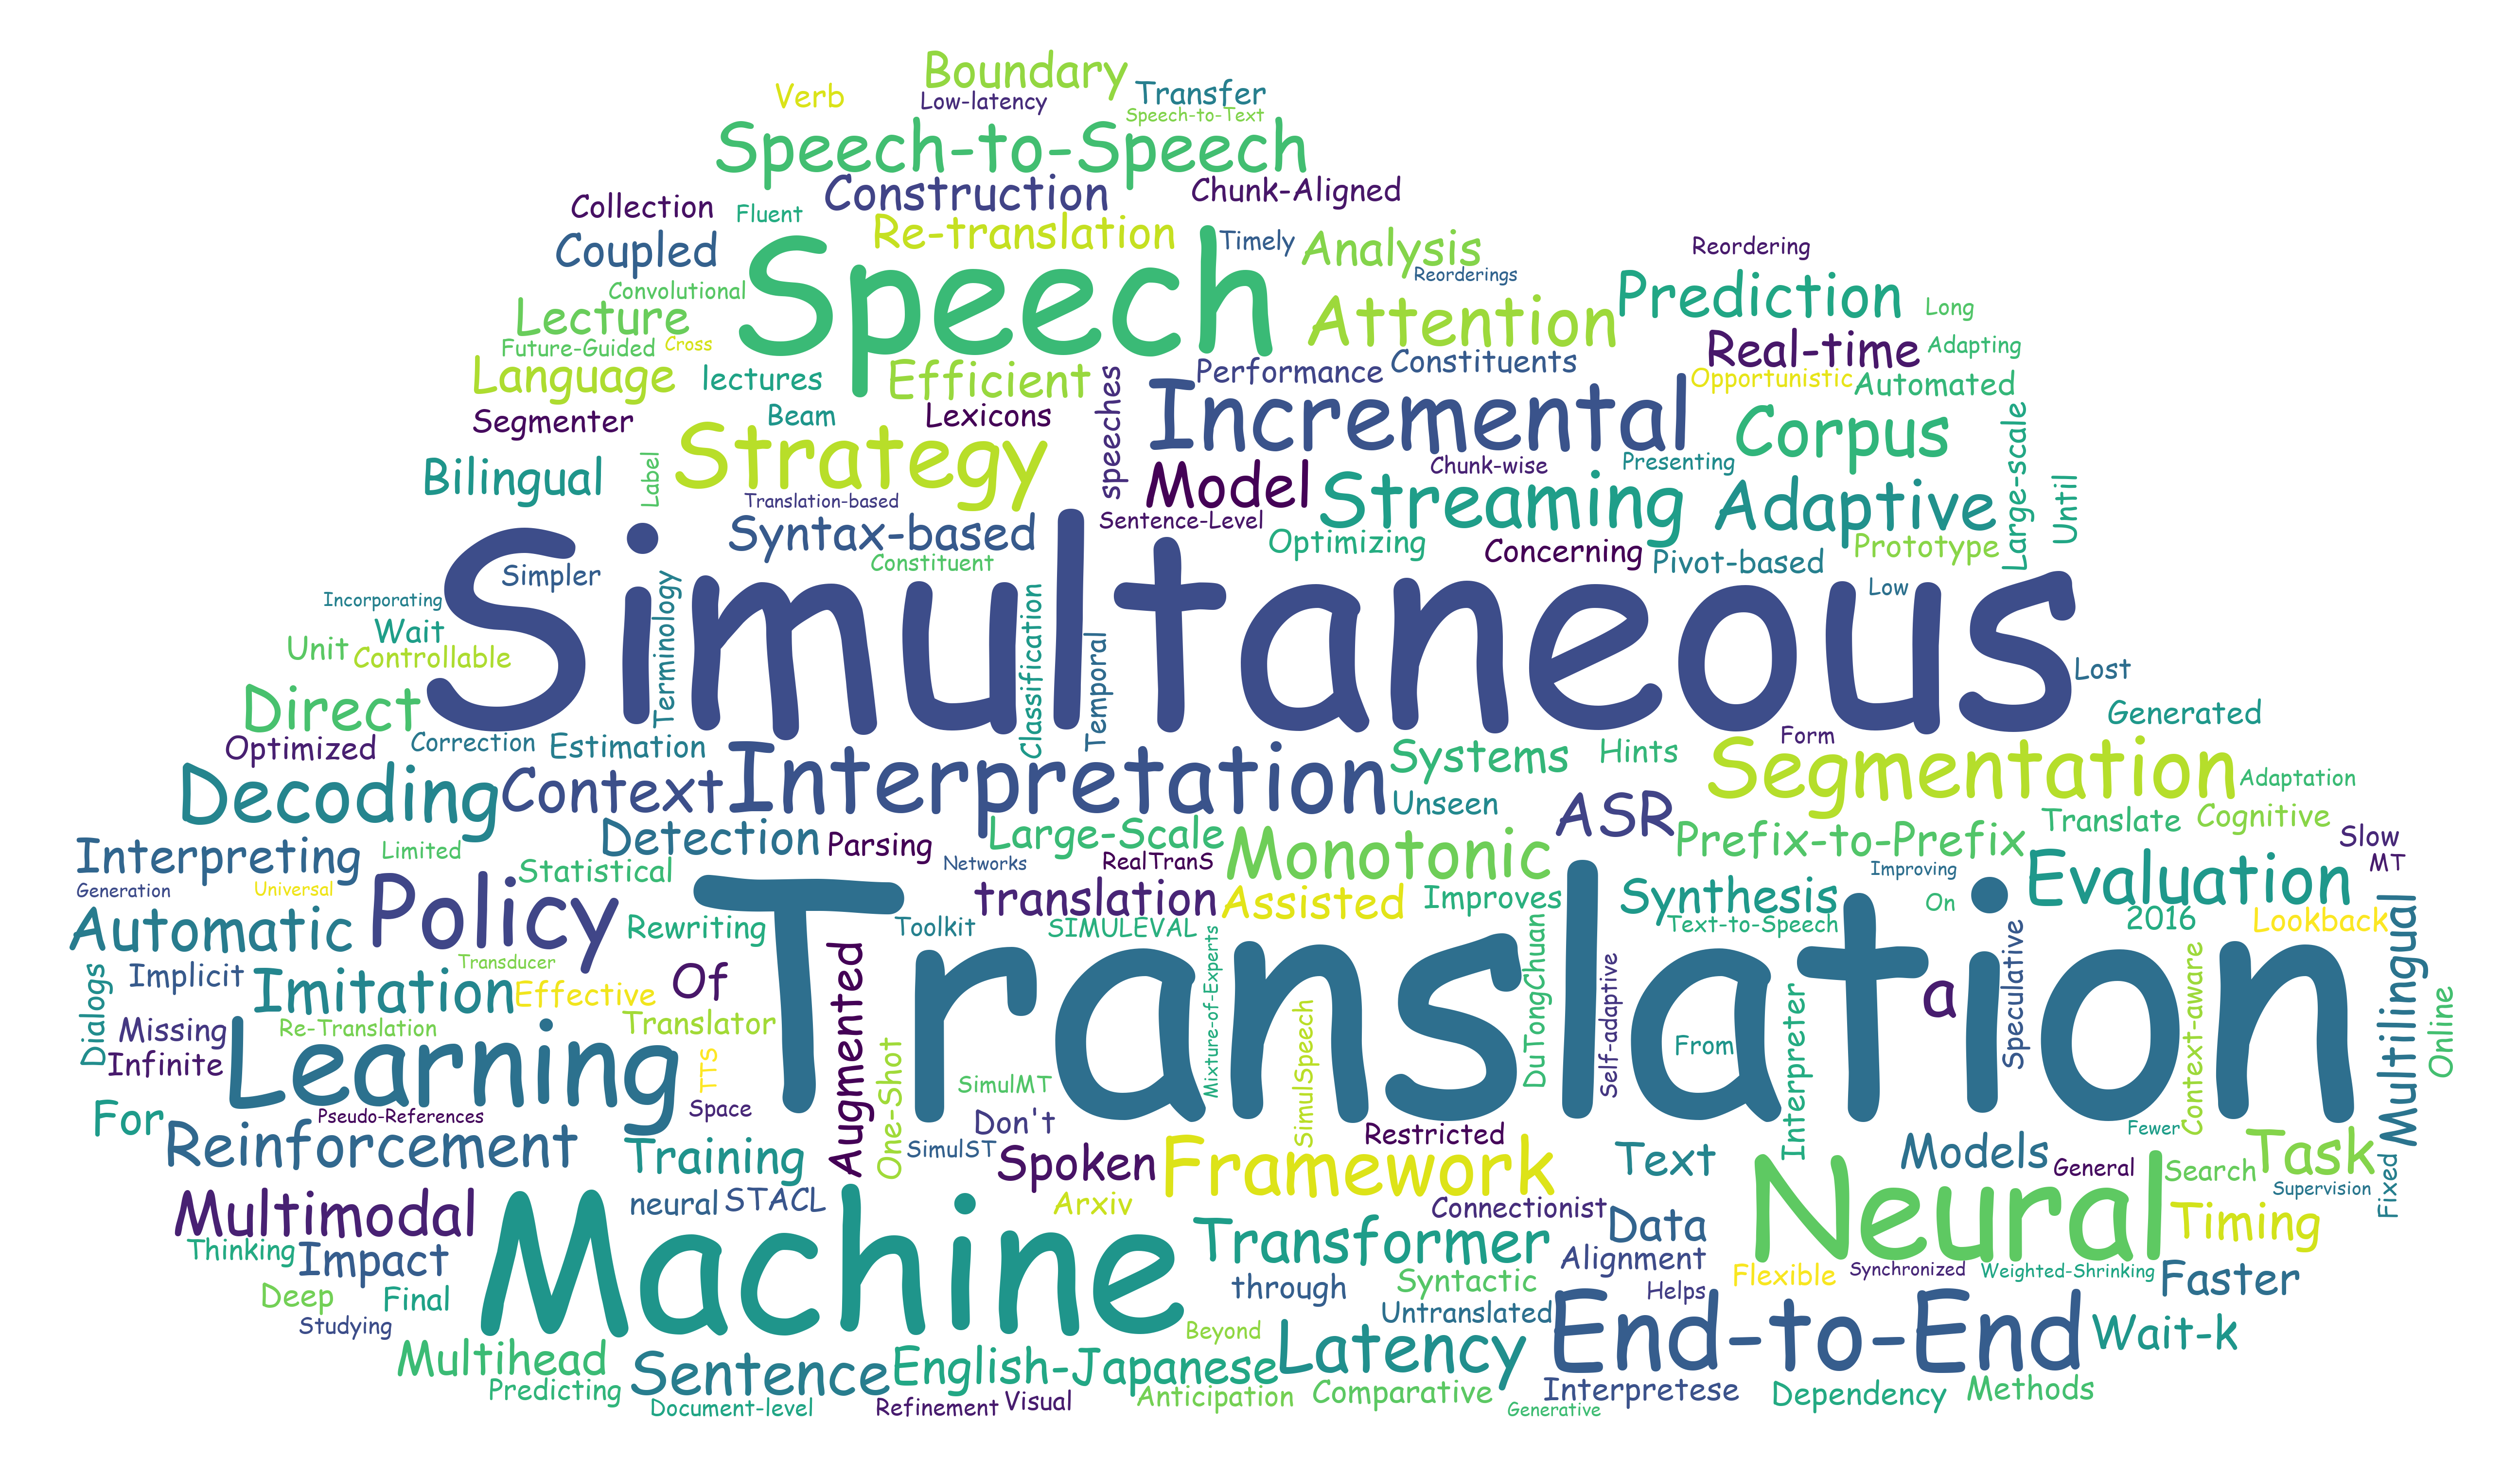 Boundary
Verb
Low-latency
Transfer
Speech-to-Text
Speech-to-Speech
Construction
Chunk-Aligned
Collection
Fluent
Re-translation
Timely
Analysis
Reordering
Coupled
Speech
Reorderings
Convolutional
Prediction
Long
Lecture
Attention
Future-Guided
Cross
Real-time
Adapting
Language
lectures
Efficient
Performance
Constituents
Opportunistic
Automated
Segmenter
Beam
Lexicons
speeches
Incremental
Corpus
Large-scale
Strategy
Bilingual
Label
Translation-based
Model
Chunk-wise
Presenting
Streaming
Adaptive
Until
Sentence-Level
Syntax-based
Optimizing
Concerning
Prototype
Constituent
Pivot-based
Simpler
Simultaneous
Low
Incorporating
Terminology
Classification
Temporal
Wait
Unit
Controllable
Lost
Direct
Generated
Optimized
Correction
Estimation
Form
Systems
Hints
Interpretation
Segmentation
Adaptation
Decoding
Context
Unseen
ASR
Translate
Cognitive
Detection
Parsing
Large-Scale
Monotonic
Prefix-to-Prefix
Slow
Interpreting
Limited
Networks
RealTranS
Improving
MT
Statistical
Generation
Universal
Evaluation
Policy
translation
Assisted
Improves
Synthesis
On
Automatic
Rewriting
Toolkit
SIMULEVAL
Text-to-Speech
2016
Lookback
Multilingual
Transducer
Translation
Implicit
Imitation
Effective
Of
Augmented
Mixture-of-Experts
DuTongChuan
Self-adaptive
a
Speculative
Context-aware
Dialogs
Missing
Re-Translation
Translator
Interpreter
Online
Infinite
Learning
TTS
One-Shot
SimulMT
SimulSpeech
From
For
Pseudo-References
Space
Don't
Restricted
Fewer
Reinforcement
Training
SimulST
Spoken
Framework
Text
Models
General
Search
Task
Fixed
Supervision
Multimodal
neural
STACL
Arxiv
Connectionist
Data
Neural
Timing
Thinking
Impact
Machine
Transformer
Alignment
Flexible
Synchronized
Weighted-Shrinking
Faster
Deep
Final
through
Syntactic
Helps
Studying
Beyond
Untranslated
End-to-End
Wait-k
Multihead
Sentence
English-Japanese
Latency
Predicting
Anticipation
Comparative
Interpretese
Dependency
Methods
Document-level
Refinement
Visual
Generative